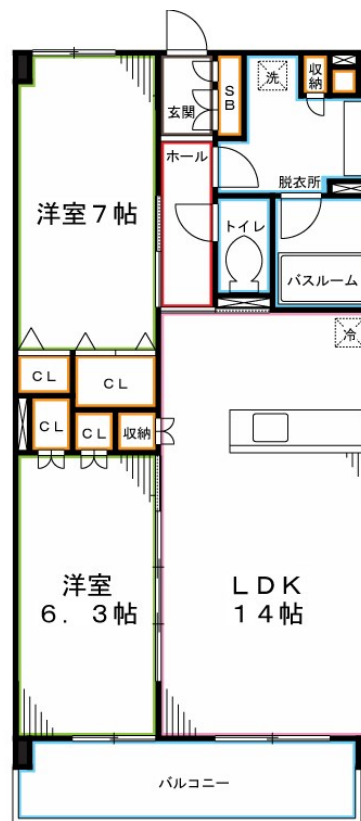 洗
収納
SB
玄関
ホール
洋室7帖
脱衣所
トイレ
バスルーム
冷
CL
CL
CL
CL
収納
洋室
6.3帖
LDK
14帖
バルコニー